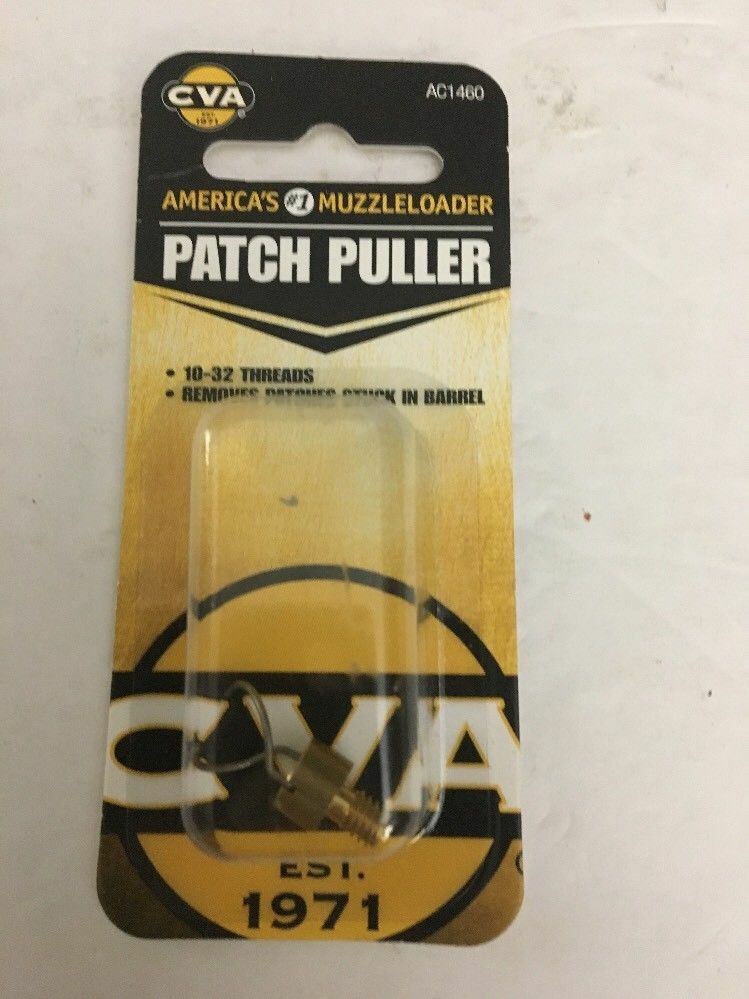 CVA
EST.
1971
AC1460
AMERICA'S #1 MUZZLELOADER
PATCH PULLER
• 10-32 THREADS
• REMOVES PATCHES STUCK IN BARREL
CVA
EST.
1971